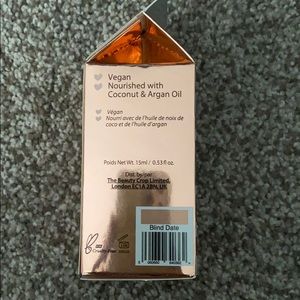 Vegan
Nourished with
Coconut & Argan Oil
Végan
Nourri avec de l'huile de noix de
coco et de l'huile d'argan
Poids Net Wt. 15ml / 0.53fl.oz.
Dist. by/par:
The Beauty Crop Limited,
London EC1A 2BN, UK
Blind Date